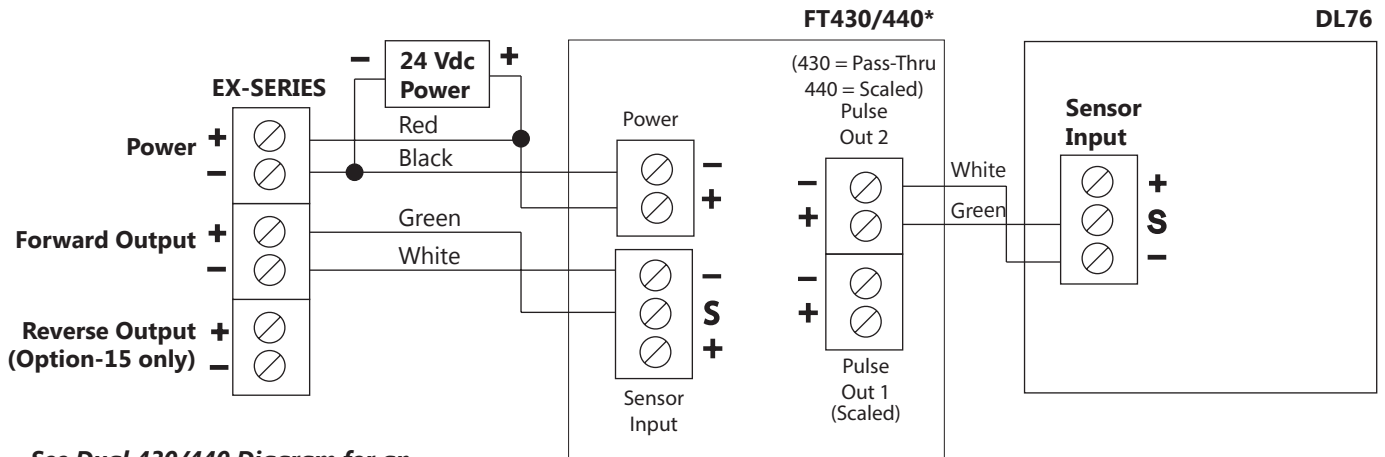 FT430/440*
DL76
EX-SERIES
− 24 Vdc +
Power
(430 = Pass-Thru
440 = Scaled)
Pulse
Out 2
Power +
−
Red
Black
Power
−
+
Forward Output +
−
Green
White
−
S
+
Sensor
Input
Reverse Output +
(Option-15 only) −
−
+
−
+
Pulse
Out 1
(Scaled)
White
Green
Sensor
Input
+
S
−